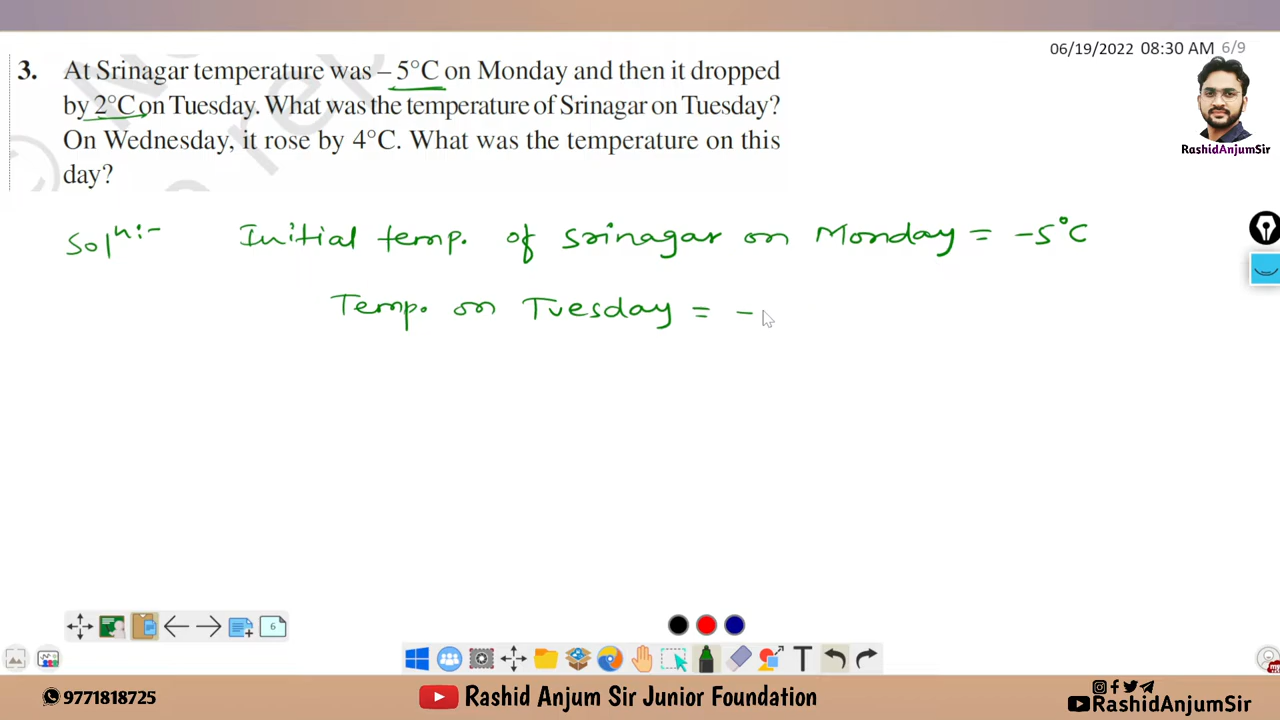 06/19/2022 08:30 AM 6/9
3. At Srinagar temperature was – 5°C on Monday and then it dropped
by 2°C on Tuesday. What was the temperature of Srinagar on Tuesday?
On Wednesday, it rose by 4°C. What was the temperature on this
day?
RashidAnjumSir
Solⁿ:- Initial temp. of Srinagar on Monday = -5°C
Temp. on Tuesday = -
6
9771818725
Rashid Anjum Sir Junior Foundation
RashidAnjumSir